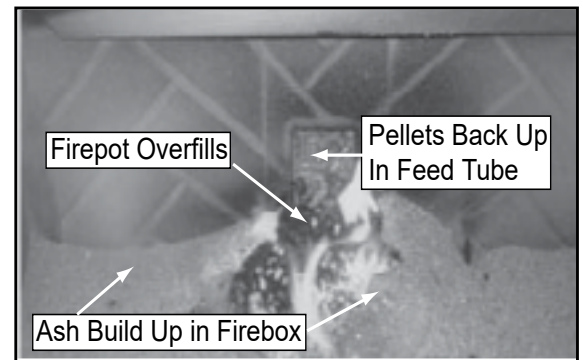 Firepot Overfills
Pellets Back Up
In Feed Tube
Ash Build Up in Firebox